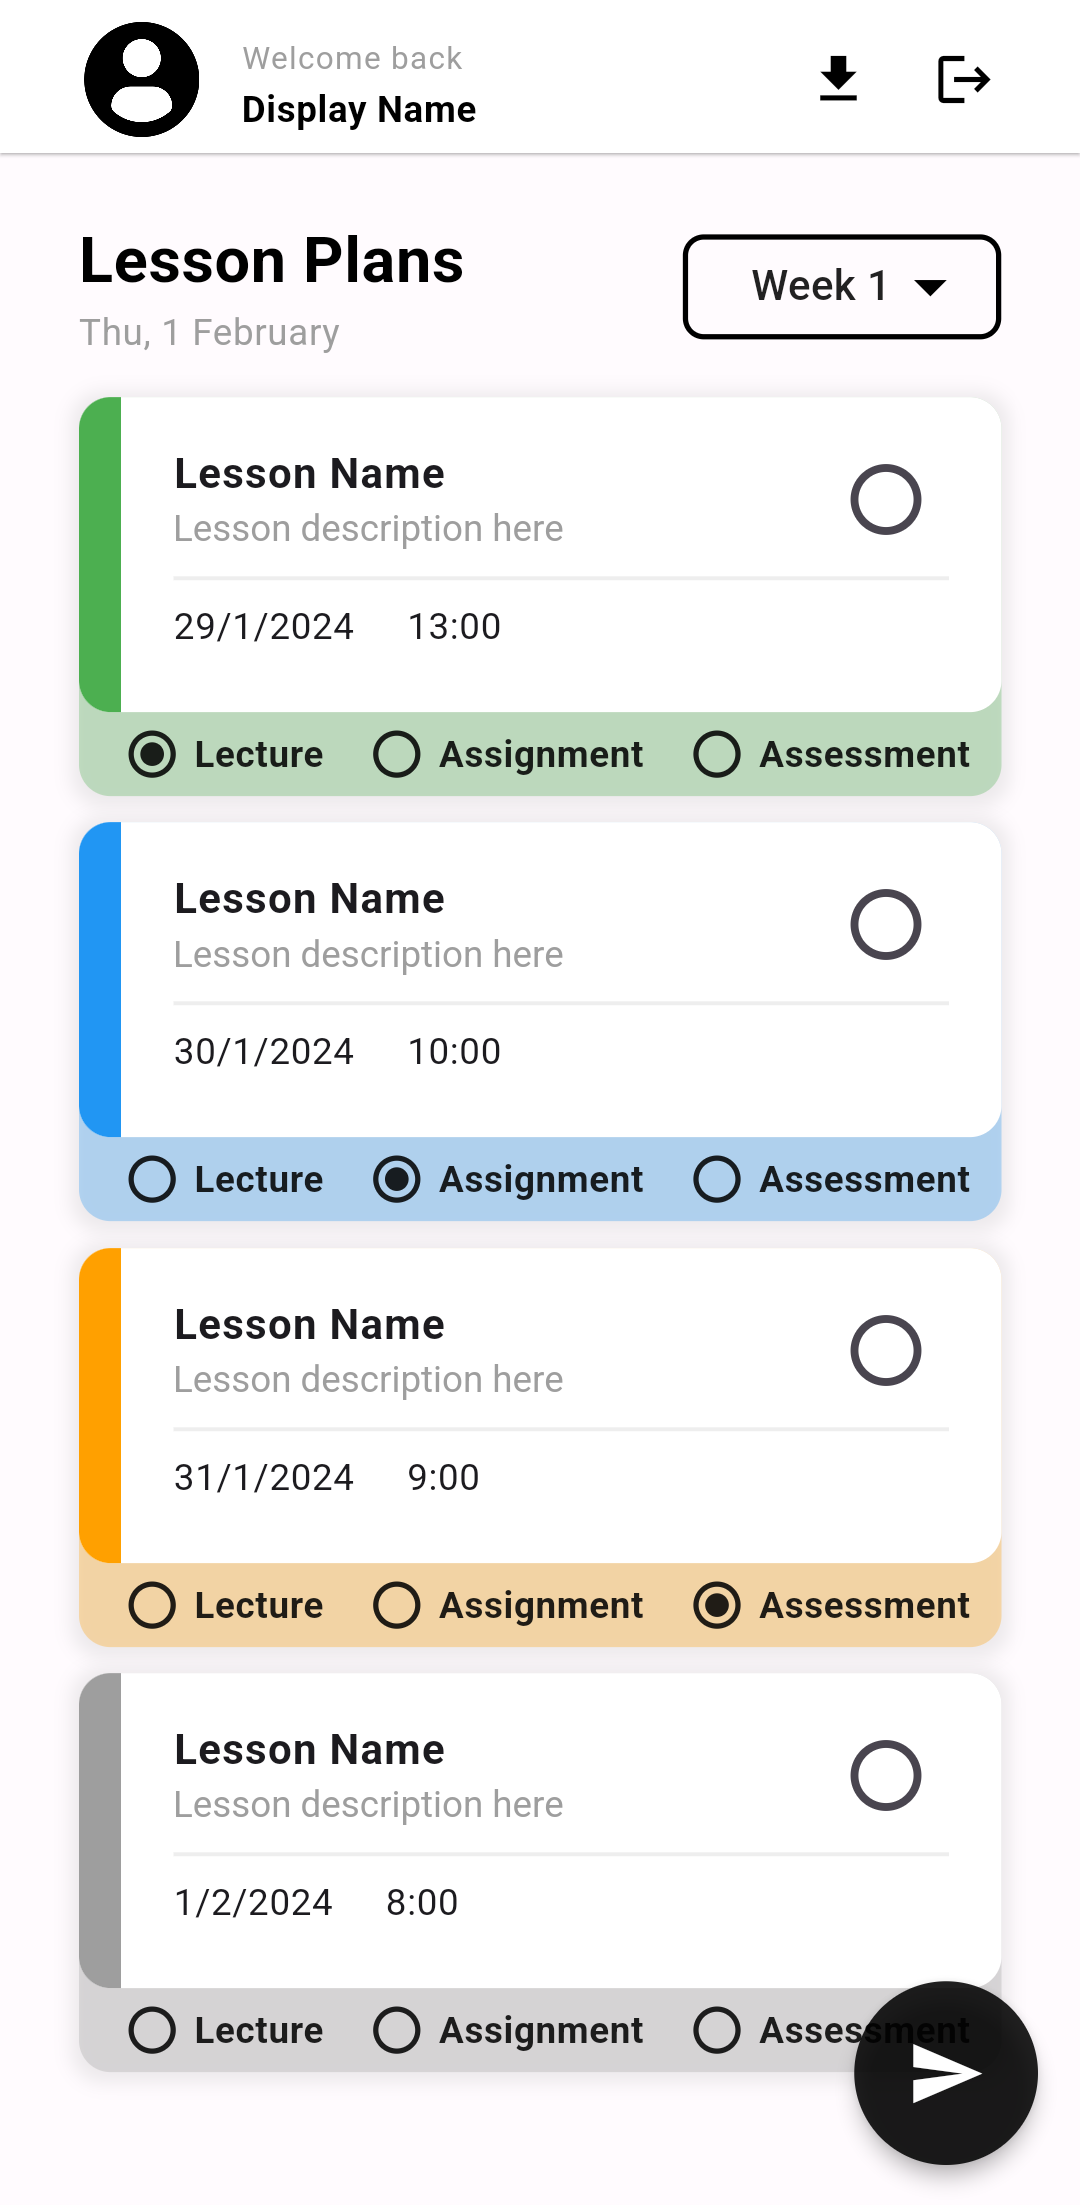 Welcome back
Display Name
Lesson Plans
Week 1
Thu, 1 February
Lesson Name
Lesson description here
29/1/2024 13:00
Lecture Assignment Assessment
Lesson Name
Lesson description here
30/1/2024 10:00
Lecture Assignment Assessment
Lesson Name
Lesson description here
31/1/2024 9:00
Lecture Assignment Assessment
Lesson Name
Lesson description here
1/2/2024 8:00
Lecture Assignment Assessment